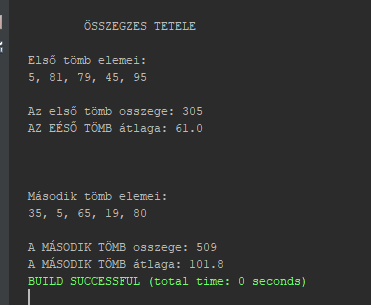 ÖSSZEGZES TETELE
Első tömb elemei:
5, 81, 79, 45, 95
Az első tömb osszege: 305
AZ EÉSŐ TÖMB átlaga: 61.0
Második tömb elemei:
35, 5, 65, 19, 80
A MÁSODIK TÖMB osszege: 509
A MÁSODIK TÖMB átlaga: 101.8
BUILD SUCCESSFUL (total time: 0 seconds)